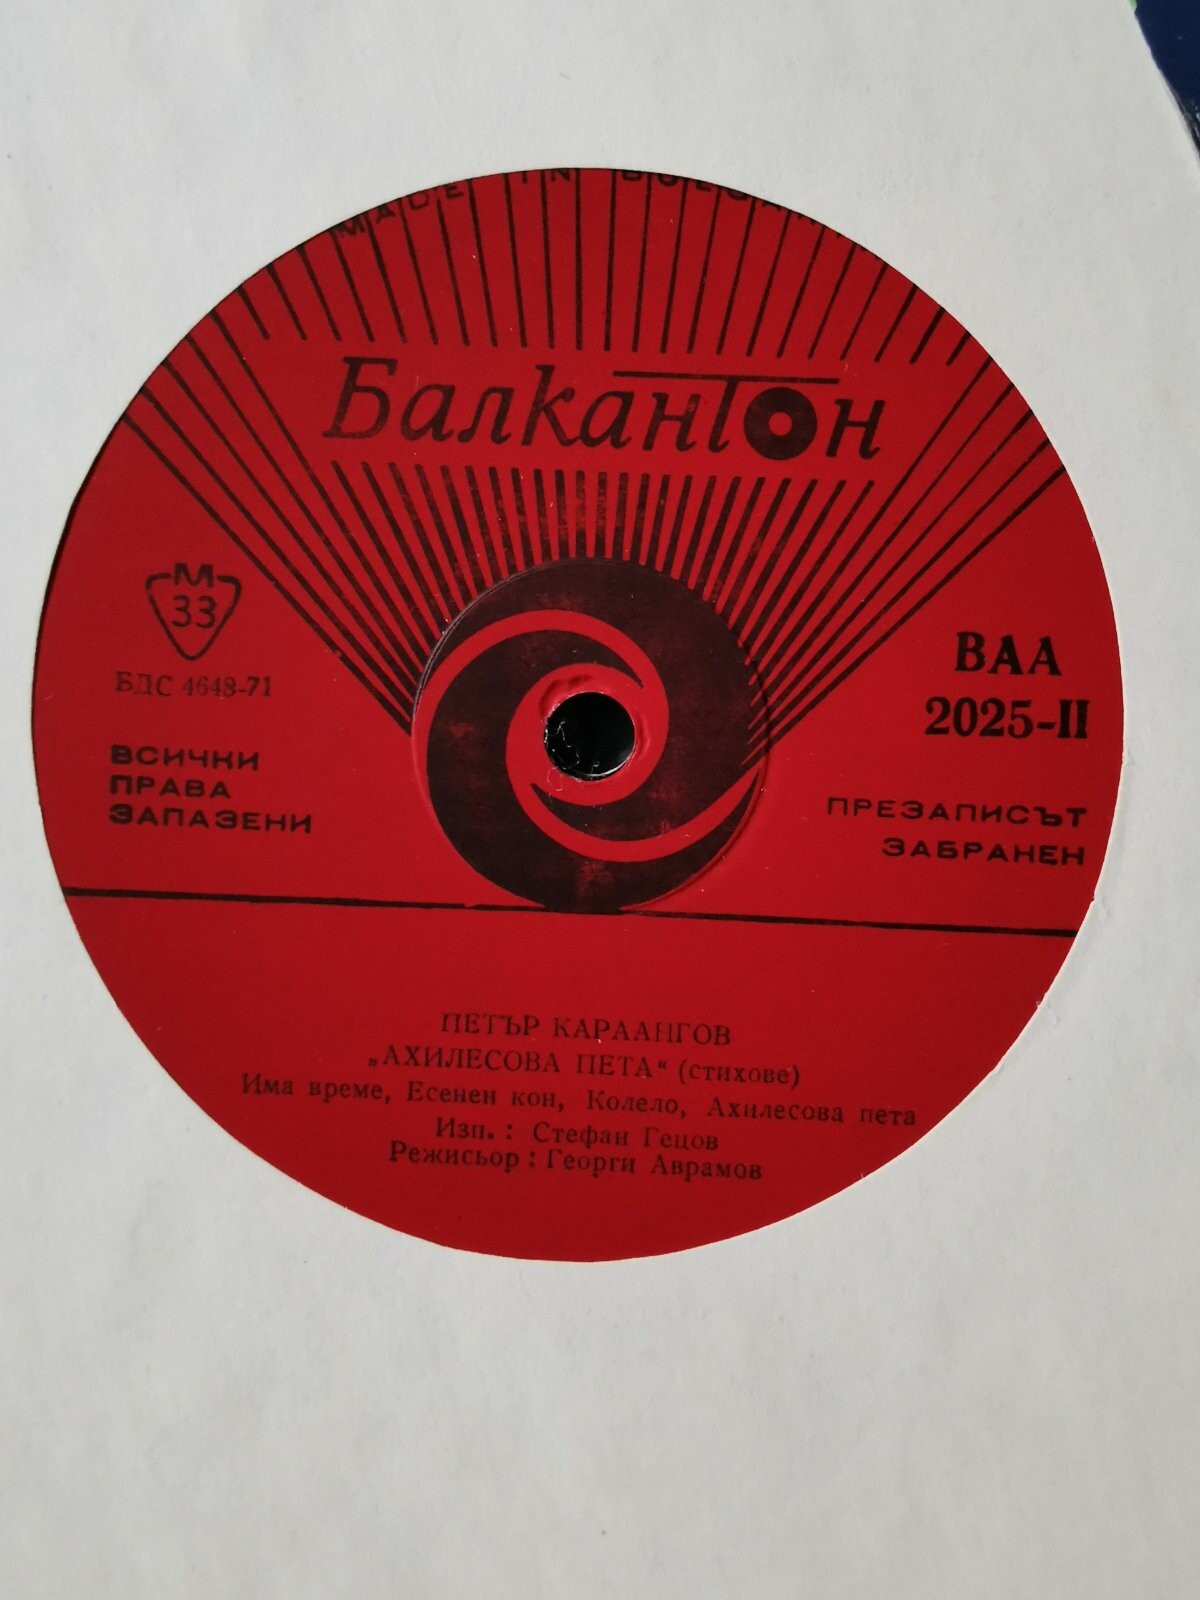 MADE IN BULGARIA
Балкантон
М
33
БДС 4648-71
ВСИЧКИ
ПРАВА
ЗАПАЗЕНИ
ВАА
2025-II
ПРЕЗАПИСЪТ
ЗАБРАНЕН
ПЕТЪР КАРААНГОВ
„АХИЛЕСОВА ПЕТА“ (стихове)
Има време, Есенен кон, Колело, Ахилесова пета
Изп. : Стефан Гецов
Режисьор : Георги Аврамов